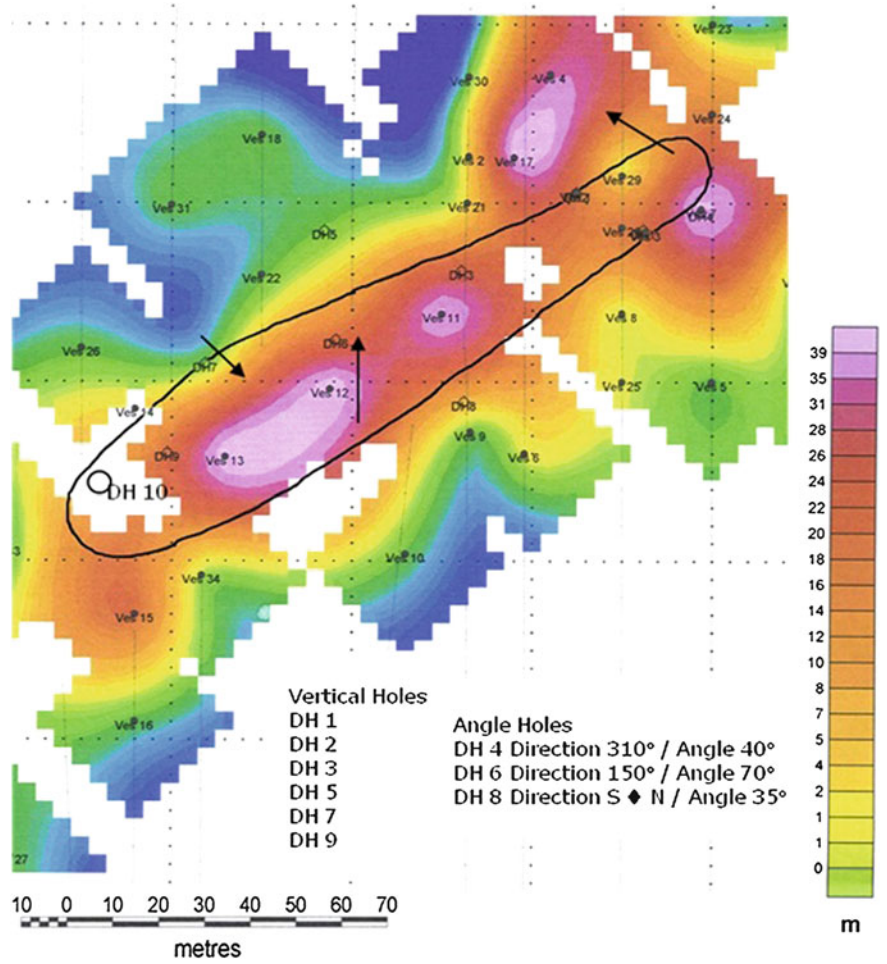 Ves 23
Ves 30
Ves 4
Ves 24
Ves 18
Ves 2
Ves 17
Ves 29
Ves 31
Ves 21
DH5
DH3
Ves 22
Ves 11
Ves 8
DH6
Ves 26
DH7
Ves 12
Ves 25
Ves 5
Ves 14
DH8
Ves 9
DH9
Ves 13
Ves 6
DH 10
Ves 10
Ves 34
Ves 15
Ves 16
27
Vertical Holes
DH 1
DH 2
DH 3
DH 5
DH 7
DH 9
Angle Holes
DH 4 Direction 310° / Angle 40°
DH 6 Direction 150° / Angle 70°
DH 8 Direction S ♦ N / Angle 35°
39
35
31
28
26
24
22
20
18
16
14
12
10
8
7
5
4
2
1
1
0
m
10 0 10 20 30 40 50 60 70
metres